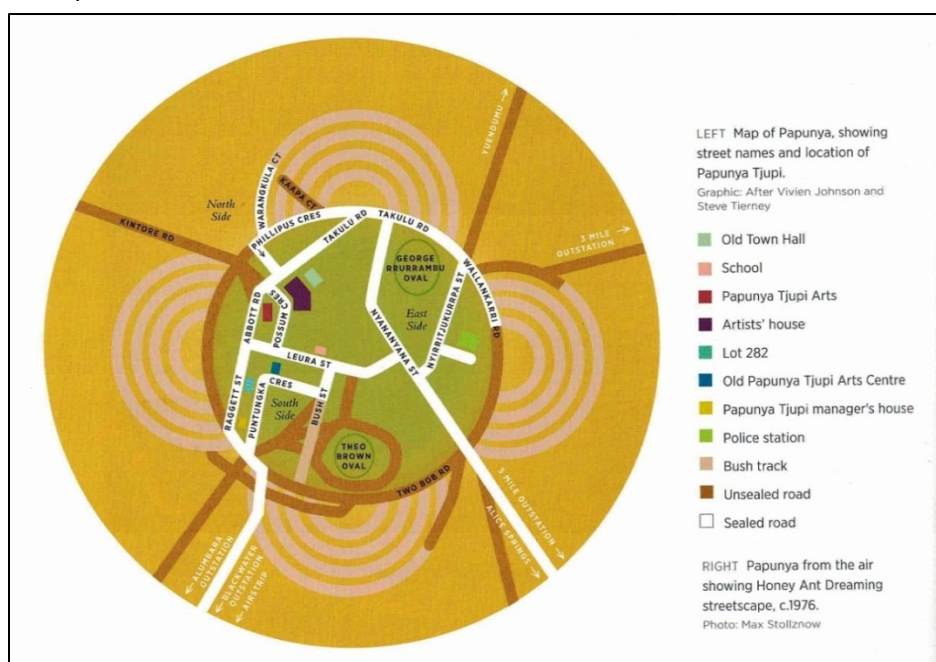 LEFT Map of Papunya, showing
street names and location of
Papunya Tjupi.
Graphic: After Vivien Johnson and
Steve Tierney
Old Town Hall
School
Papunya Tjupi Arts
Artists' house
Lot 282
Old Papunya Tjupi Arts Centre
Papunya Tjupi manager's house
Police station
Bush track
Unsealed road
Sealed road
RIGHT Papunya from the air
showing Honey Ant Dreaming
streetscape, c.1976.
Photo: Max Stollznow
YUENDUMU →
WARANGKULA CT
KAAPA CT
North
Side
PHILLIPUS CRES
TAKULU RD
TAKULU RD
KINTORE RD
3 MILE →
OUTSTATION
GEORGE
RRURRAMBU
OVAL
WALLANKARRI RD
ABBOTT RD
POSSUM CRES
East
Side
NYANANYANA ST
NYIRRITJUKURRPA ST
LEURA ST
RAGGETT ST
PUNTUNGKA
CRES
South
Side
BUSH ST
THEO
BROWN
OVAL
TWO BOB RD
3 MILE OUTSTATION →
ALICE SPRINGS →
← ALUMBARA
OUTSTATION
← BLACKWATER
OUTSTATION
← AIRSTRIP